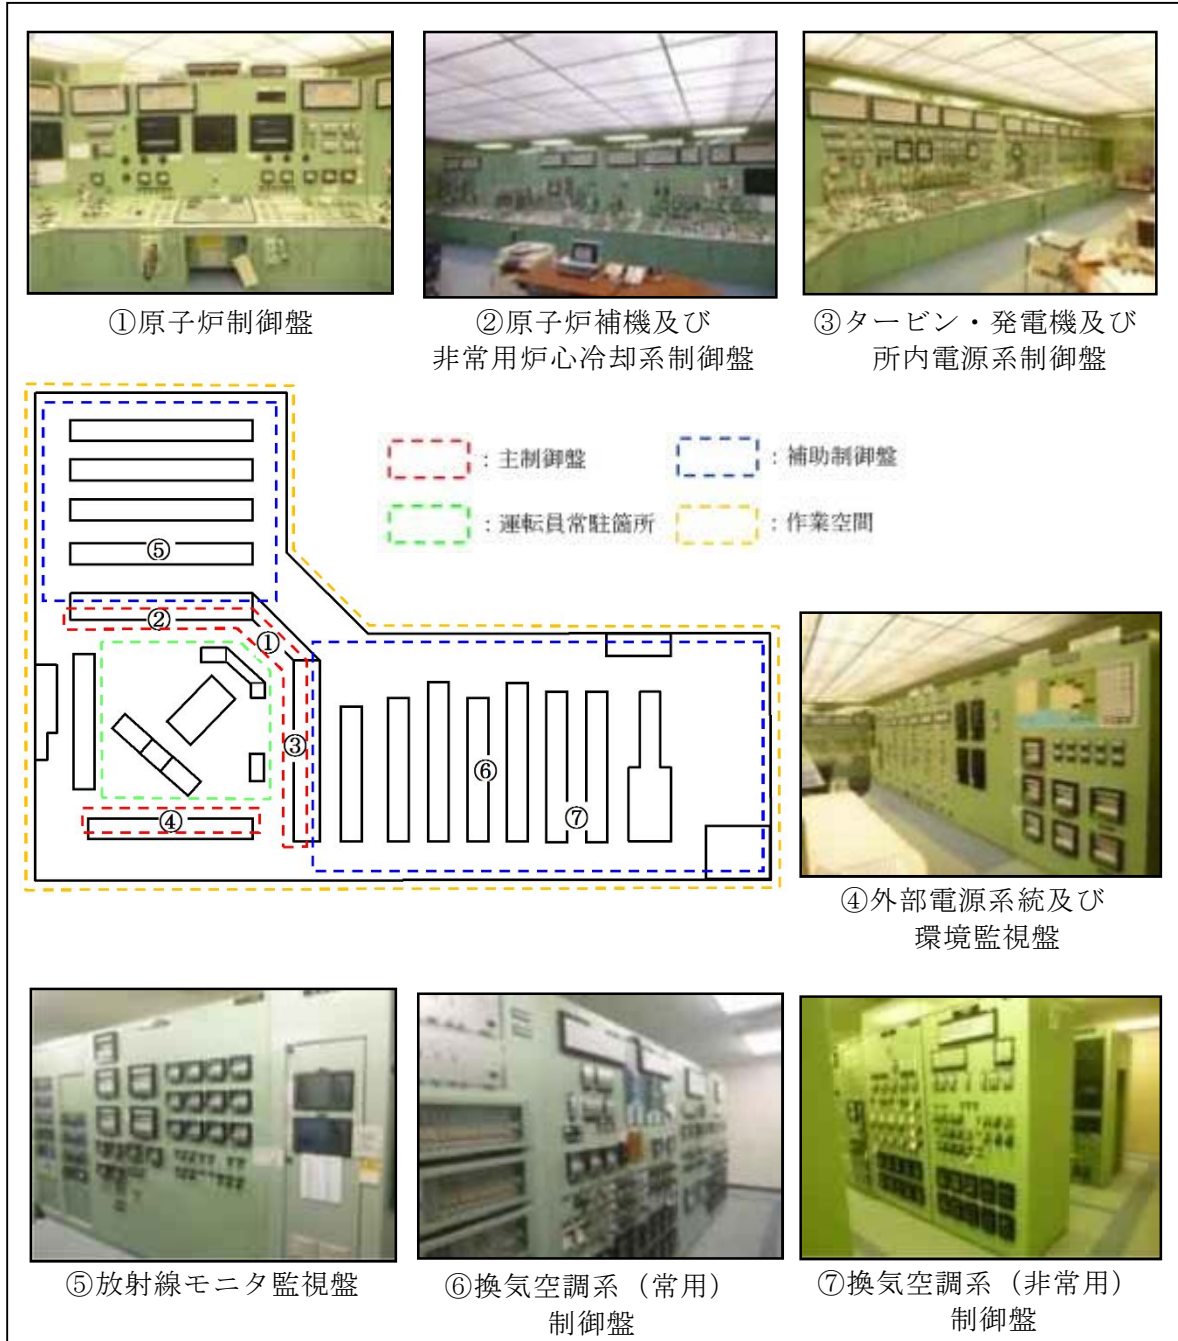 ①原子炉制御盤
②原子炉補機及び
非常用炉心冷却系制御盤
③タービン・発電機及び
所内電源系制御盤
：主制御盤
：補助制御盤
：運転員常駐箇所
：作業空間
⑤
②
①
③
④
⑥
⑦
④外部電源系統及び
環境監視盤
⑤放射線モニタ監視盤
⑥換気空調系（常用）
制御盤
⑦換気空調系（非常用）
制御盤